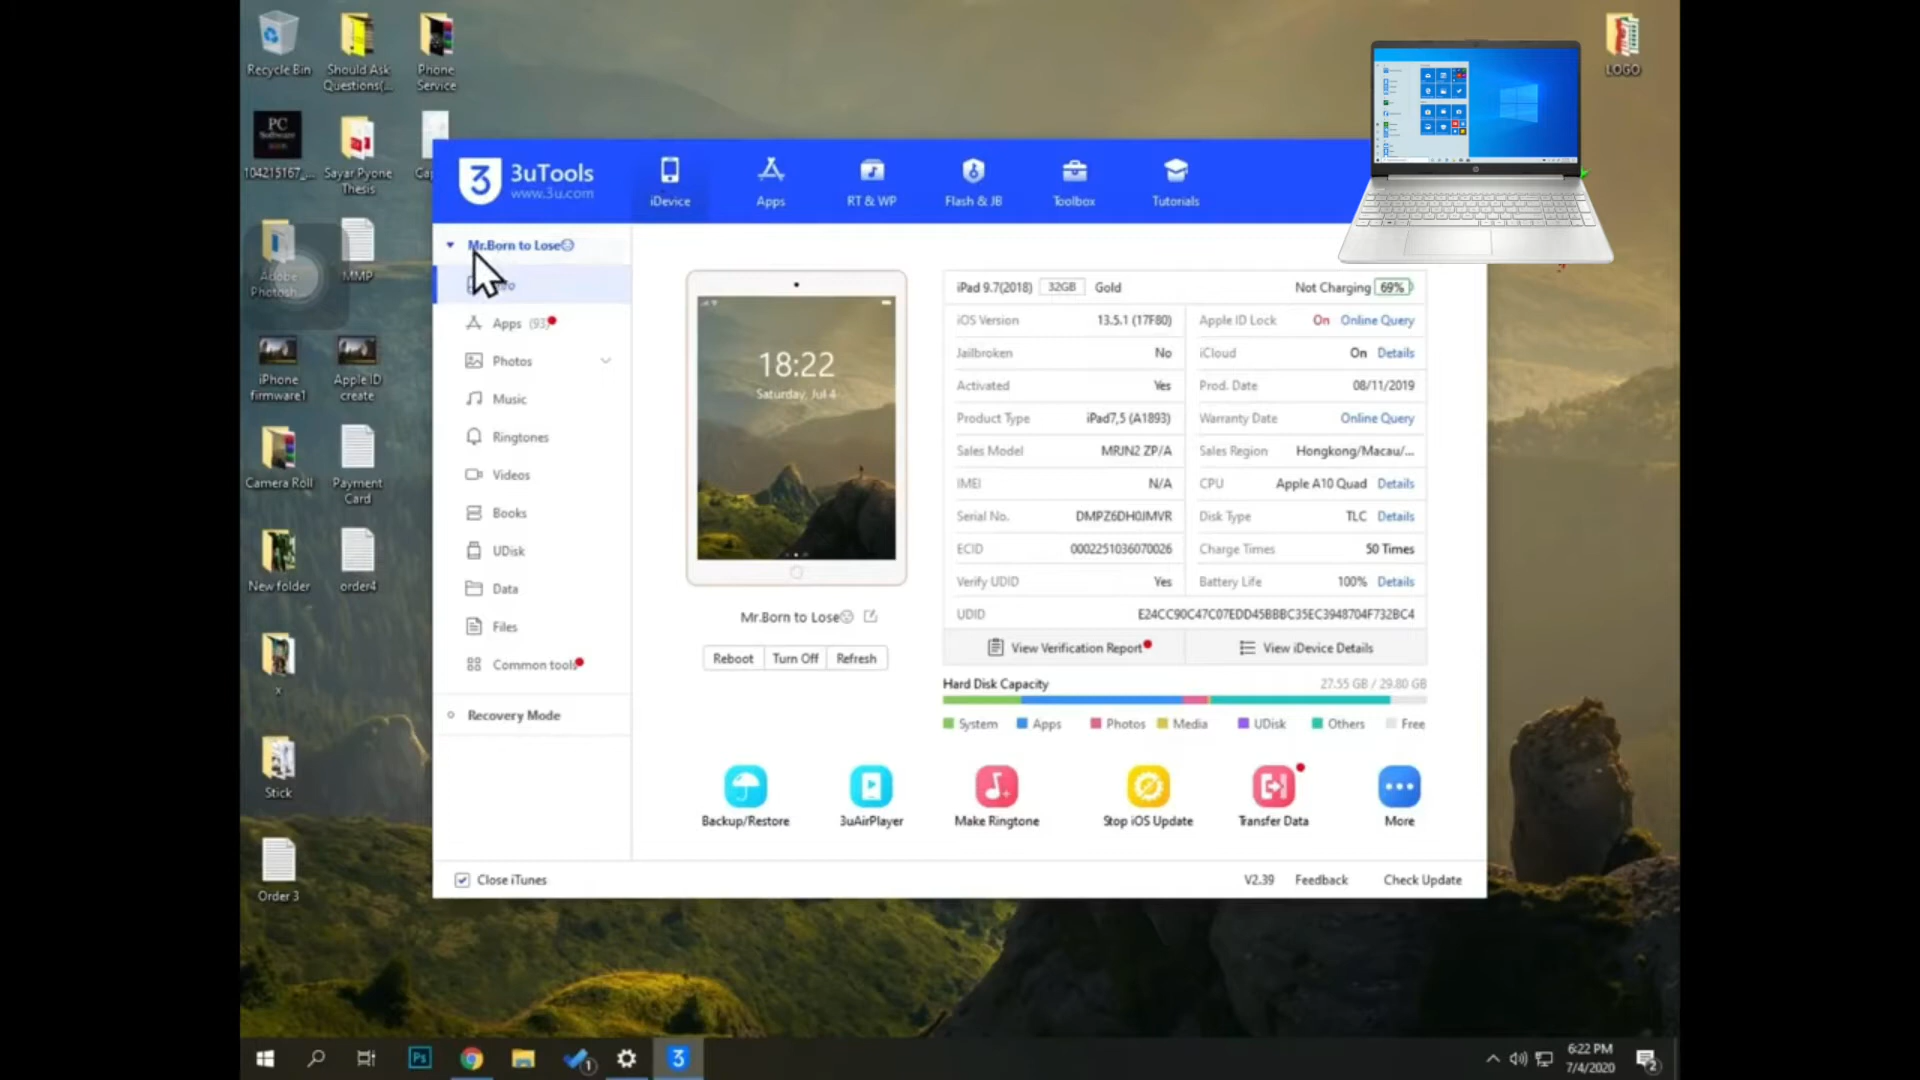 Recycle Bin
Should Ask
Questions(...
Phone
Service
LOGO
PC
Software
104215167_...
Sayar Pyone
Thesis
MMP
iPhone
firmware1
Apple ID
create
Camera Roll
Payment
Card
New folder
order4
x
Stick
Order 3
3
3uTools
www.3u.com
iDevice
Apps
RT & WP
Flash & JB
Toolbox
Tutorials
Mr.Born to Lose
Apps (93)
Photos
Music
Ringtones
Videos
Books
UDisk
Data
Files
Common tools
Recovery Mode
18:22
Saturday, Jul 4
Mr.Born to Lose
Reboot
Turn Off
Refresh
iPad 9.7(2018) 32GB Gold
Not Charging 69%
iOS Version 13.5.1 (17F80)
Apple ID Lock On Online Query
Jailbroken No
iCloud On Details
Activated Yes
Prod. Date 08/11/2019
Product Type iPad7,5 (A1893)
Warranty Date Online Query
Sales Model MRJN2 ZP/A
Sales Region Hongkong/Macau/...
IMEI N/A
CPU Apple A10 Quad Details
Serial No. DMPZ6DH0JMVR
Disk Type TLC Details
ECID 0002251036070026
Charge Times 50 Times
Verify UDID Yes
Battery Life 100% Details
UDID E24CC90C47C07EDD45BBBC35EC3948704F732BC4
View Verification Report
View iDevice Details
Hard Disk Capacity 27.55 GB / 29.80 GB
System Apps Photos Media UDisk Others Free
Backup/Restore
3uAirPlayer
Make Ringtone
Stop iOS Update
Transfer Data
More
Close iTunes
V2.39
Feedback
Check Update
Ps
1
3
6:22 PM
7/4/2020
2